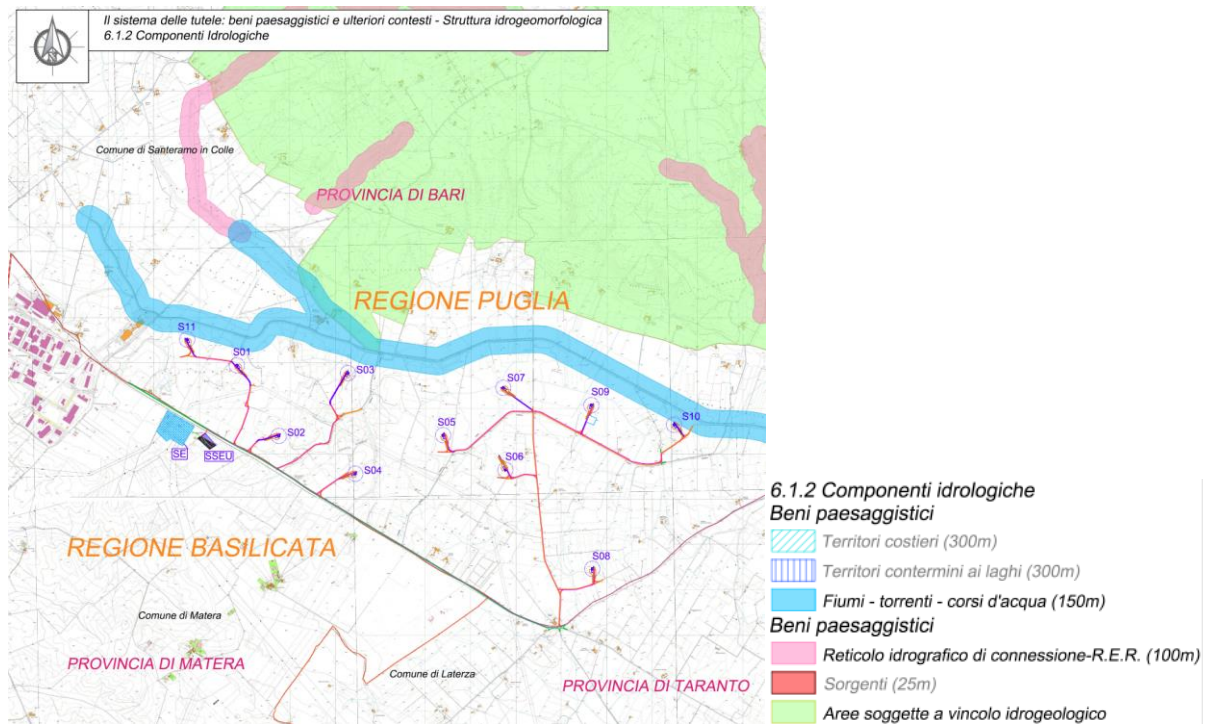 Il sistema delle tutele: beni paesaggistici e ulteriori contesti - Struttura idrogeomorfologica
6.1.2 Componenti Idrologiche
Comune di Santeramo in Colle
PROVINCIA DI BARI
REGIONE PUGLIA
S11
S01
S03
S07
S09
S10
S02
S05
S06
S04
SE
SSEU
S08
REGIONE BASILICATA
Comune di Matera
PROVINCIA DI MATERA
Comune di Laterza
PROVINCIA DI TARANTO
6.1.2 Componenti idrologiche
Beni paesaggistici
Territori costieri (300m)
Territori contermini ai laghi (300m)
Fiumi - torrenti - corsi d'acqua (150m)
Beni paesaggistici
Reticolo idrografico di connessione-R.E.R. (100m)
Sorgenti (25m)
Aree soggette a vincolo idrogeologico